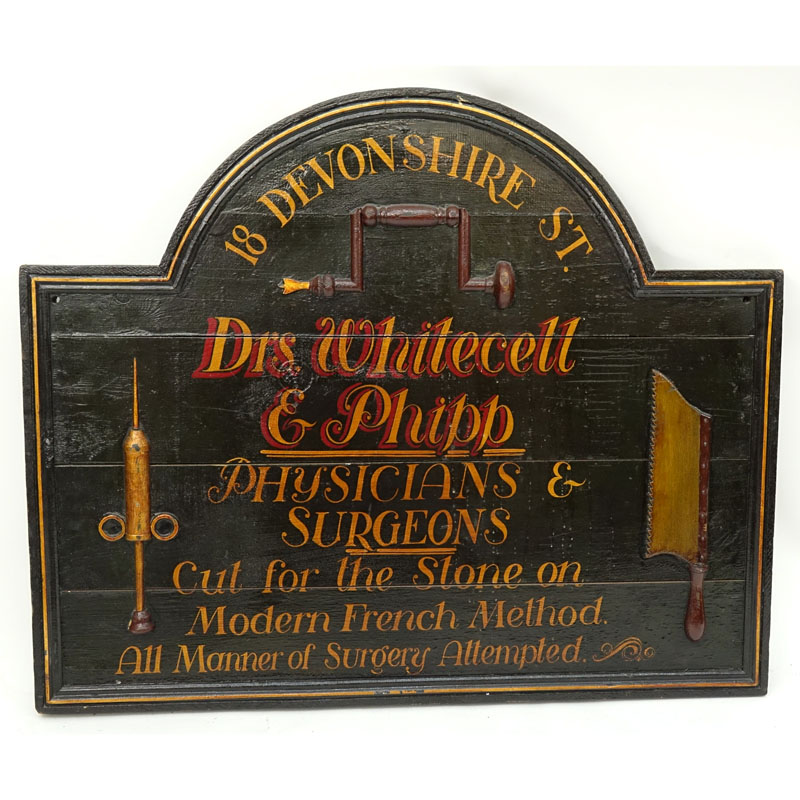 18 DEVONSHIRE ST.
Drs Whitecell
& Phipp
PHYSICIANS &
SURGEONS
Cut for the Stone on
Modern French Method.
All Manner of Surgery Attempted.